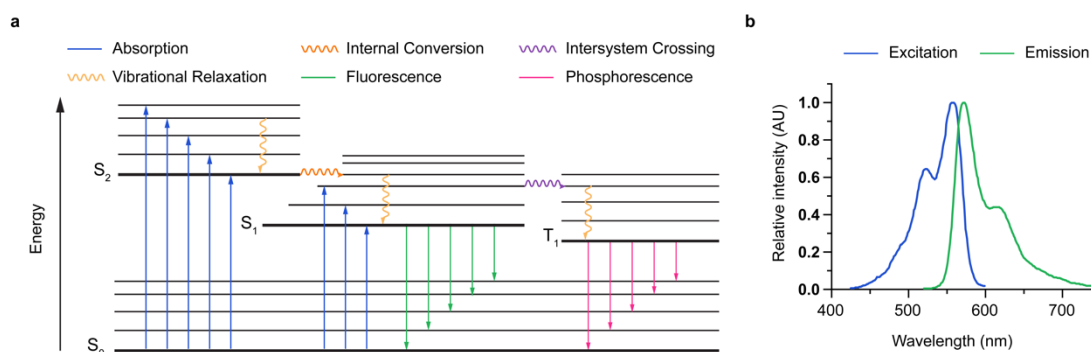 a
Absorption
Internal Conversion
Intersystem Crossing
Vibrational Relaxation
Fluorescence
Phosphorescence
Energy
S2
S1
T1
b
Excitation
Emission
Relative intensity (AU)
1.0
0.8
0.6
0.4
0.2
0.0
400
500
600
700
Wavelength (nm)